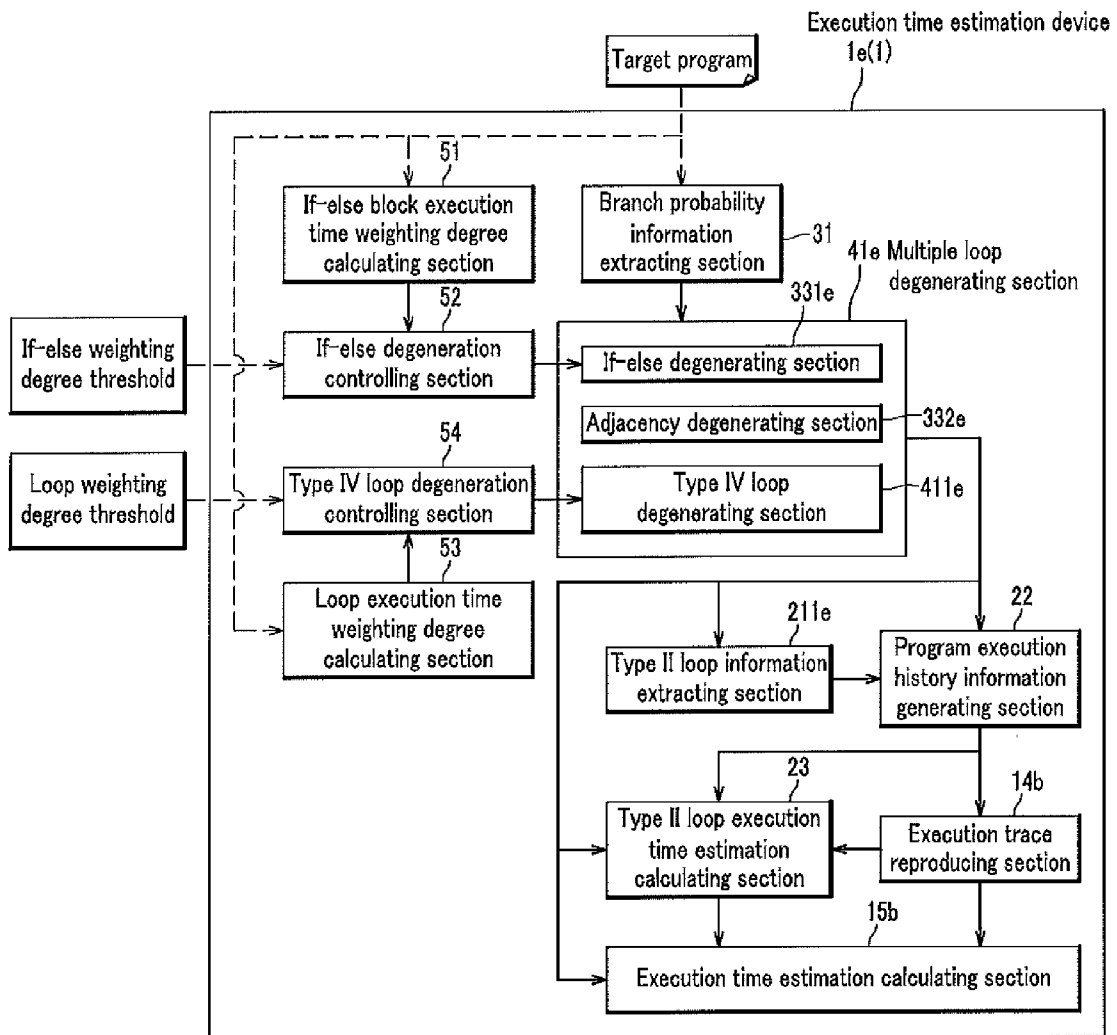 Execution time estimation device
1e(1)
Target program
51
If-else block execution
time weighting degree
calculating section
Branch probability
information
extracting section
31
41e Multiple loop
degenerating section
52
331e
If-else weighting
degree threshold
If-else degeneration
controlling section
If-else degenerating section
Adjacency degenerating section
332e
54
Loop weighting
degree threshold
Type IV loop degeneration
controlling section
Type IV loop
degenerating section
411e
53
Loop execution time
weighting degree
calculating section
211e
Type II loop information
extracting section
22
Program execution
history information
generating section
23
Type II loop execution
time estimation
calculating section
14b
Execution trace
reproducing section
15b
Execution time estimation calculating section